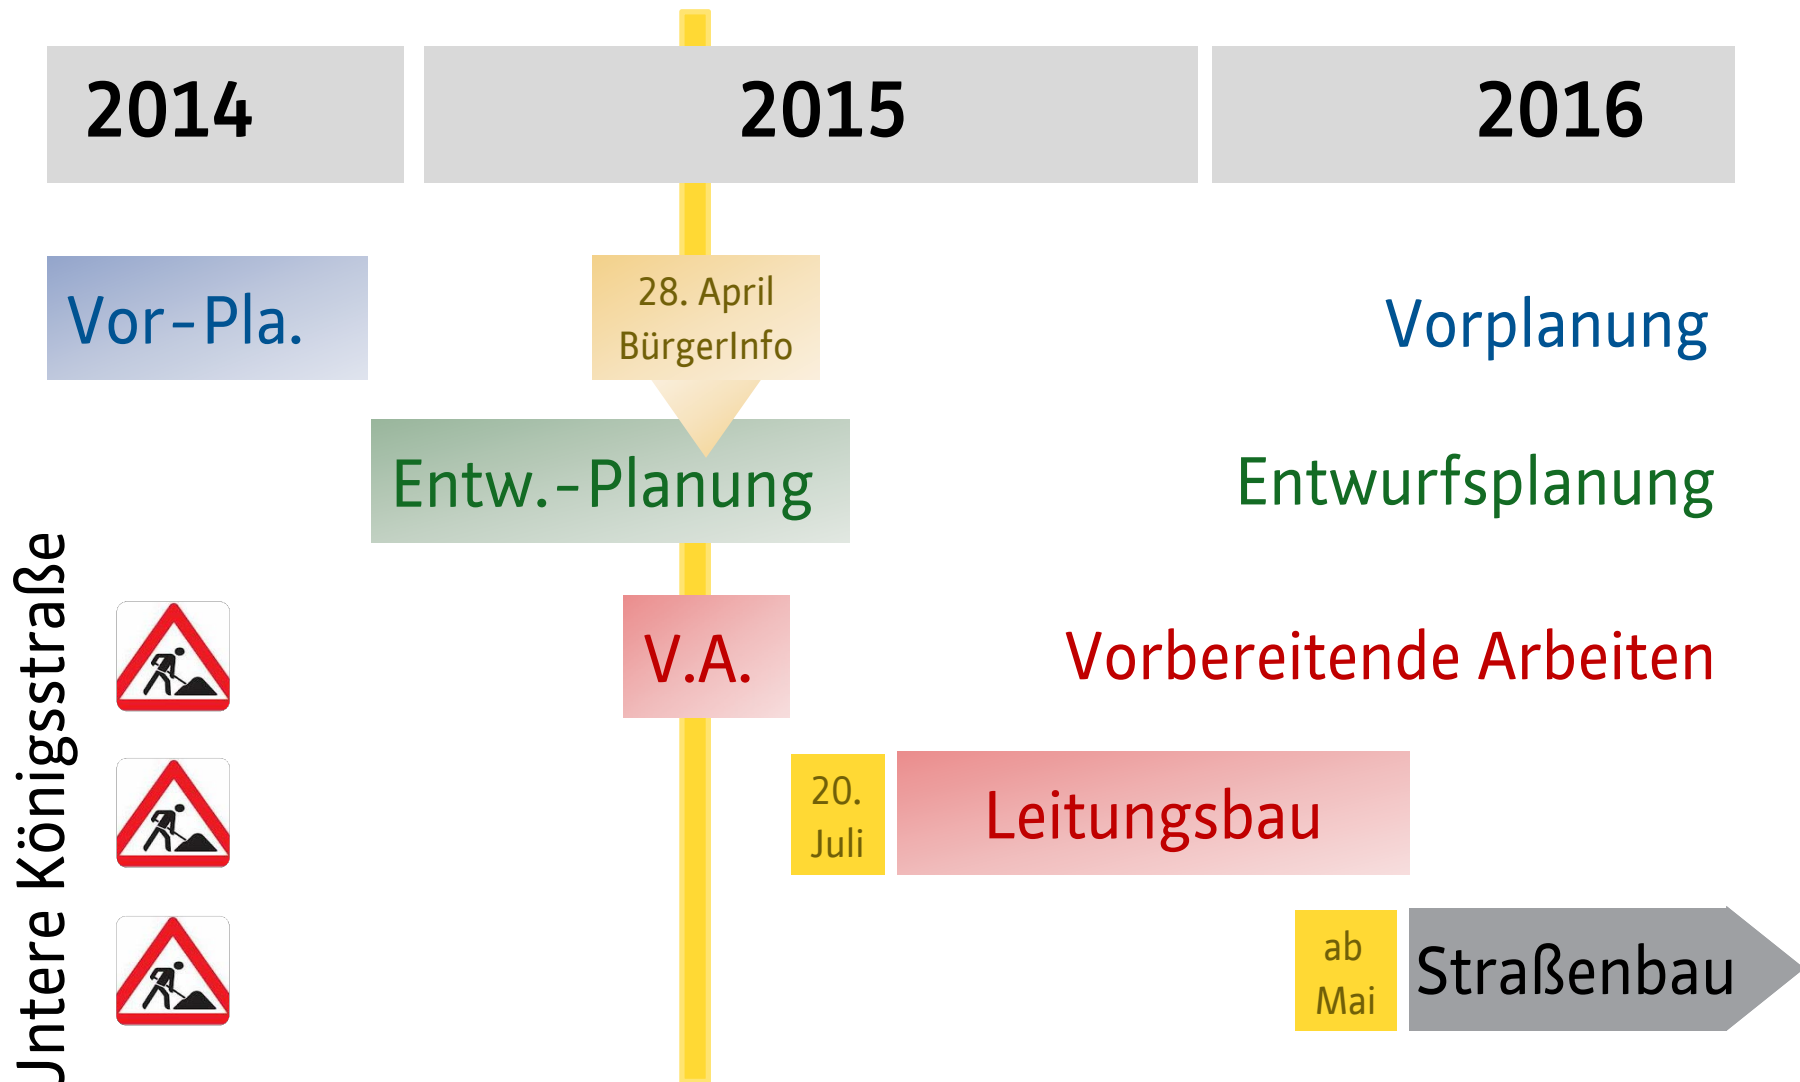 2014
2015
2016
Vor-Pla.
28. April
BürgerInfo
Vorplanung
Entw.-Planung
Entwurfsplanung
V.A.
Vorbereitende Arbeiten
20.
Juli
Leitungsbau
ab
Mai
Straßenbau
Untere Königsstraße